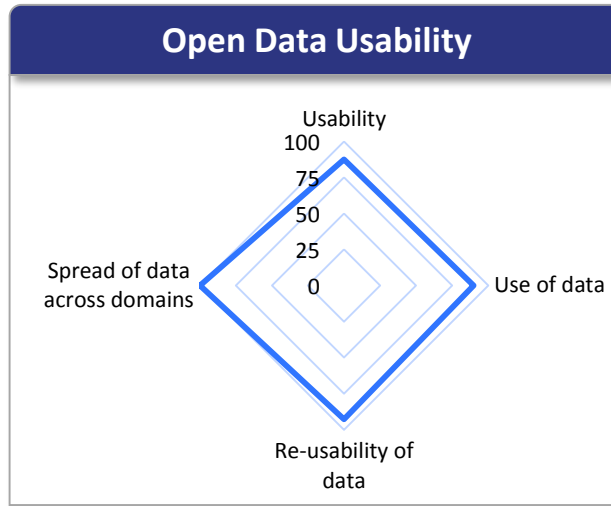 Open Data Usability
Usability
100
75
50
25
0
Spread of data
across domains
Use of data
Re-usability of
data